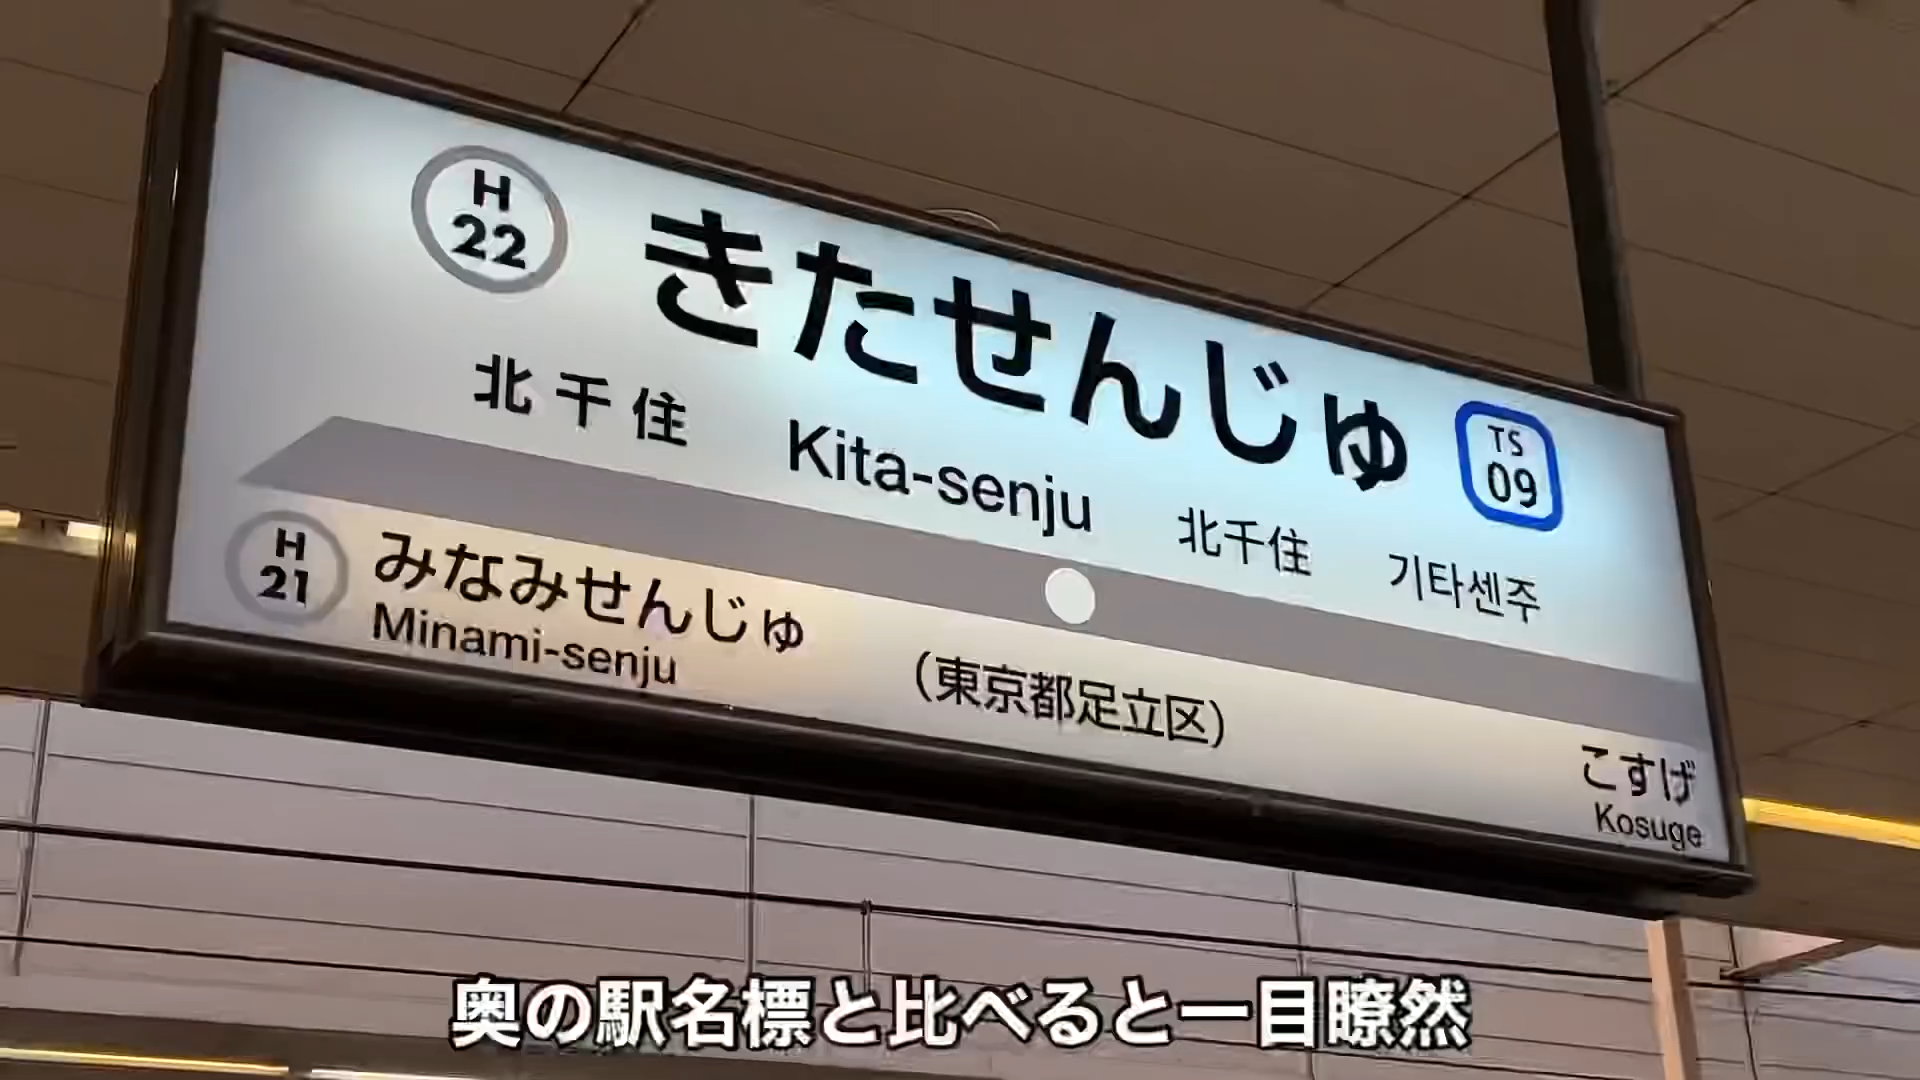 H
22
きたせんじゅ
TS
09
北千住
Kita-senju
北千住
기타센주
H
21
みなみせんじゅ
Minami-senju
（東京都足立区）
こすげ
Kosuge
奥の駅名標と比べると一目瞭然